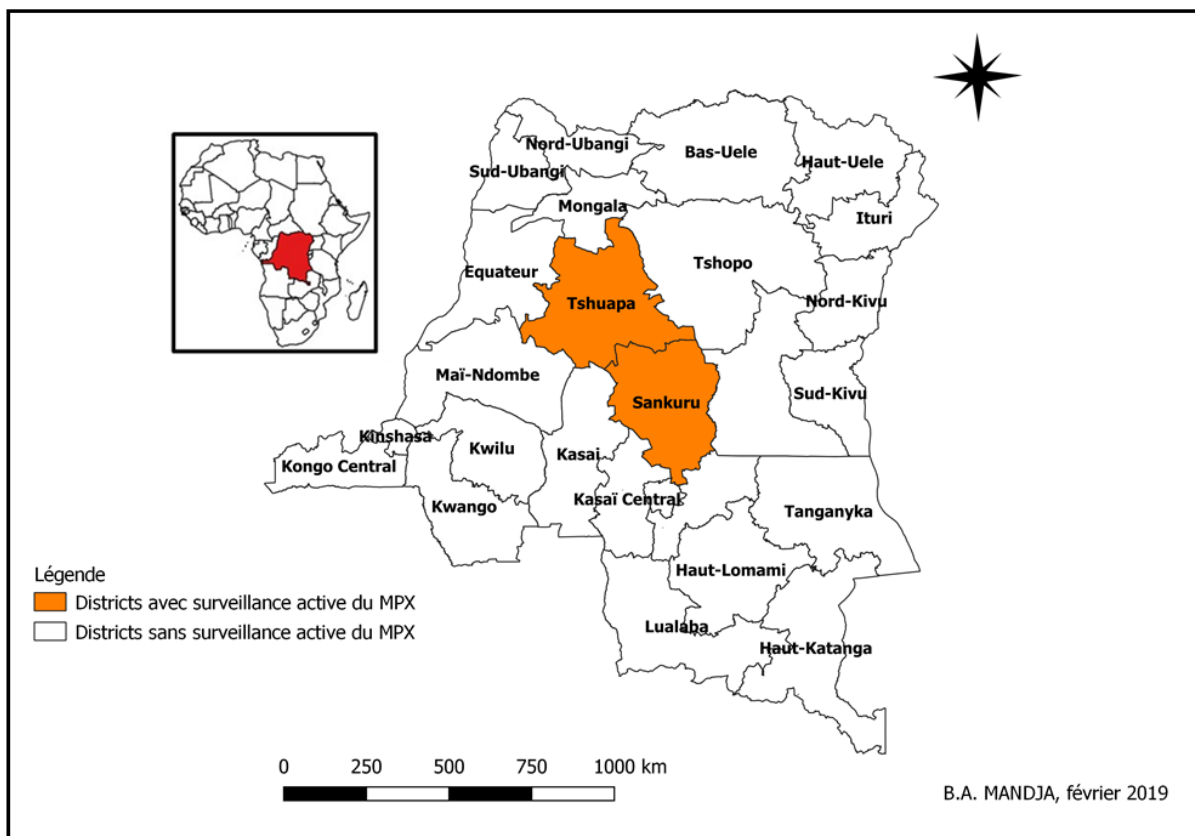 Nord-Ubangi
Bas-Uele
Haut-Uele
Sud-Ubangi
Mongala
Ituri
Equateur
Tshopo
Tshuapa
Nord-Kivu
Maï-Ndombe
Sankuru
Sud-Kivu
Kinshasa
Kwilu
Kasai
Kongo Central
Kwango
Kasaï Central
Tanganyka
Haut-Lomami
Lualaba
Haut-Katanga
Légende
Districts avec surveillance active du MPX
Districts sans surveillance active du MPX
0 250 500 750 1000 km
B.A. MANDJA, février 2019